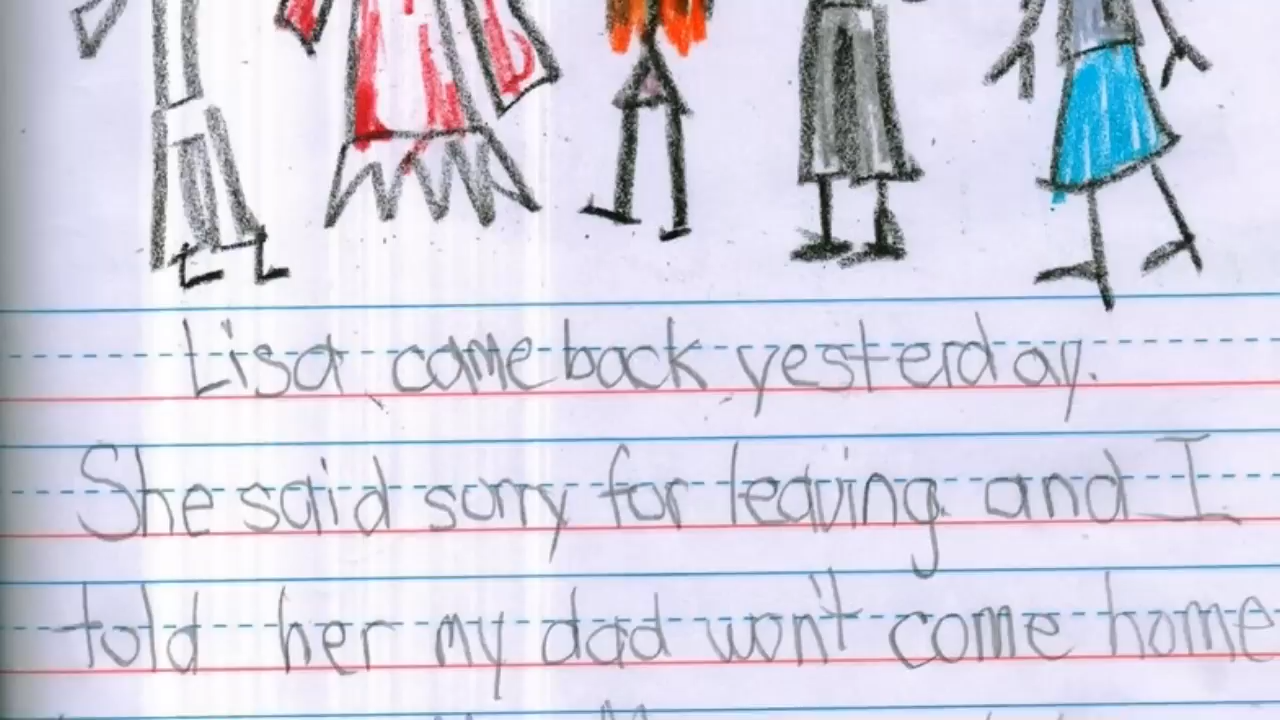 Lisa came back yesterday.
She said sorry for leaving and I
told her my dad won't come home